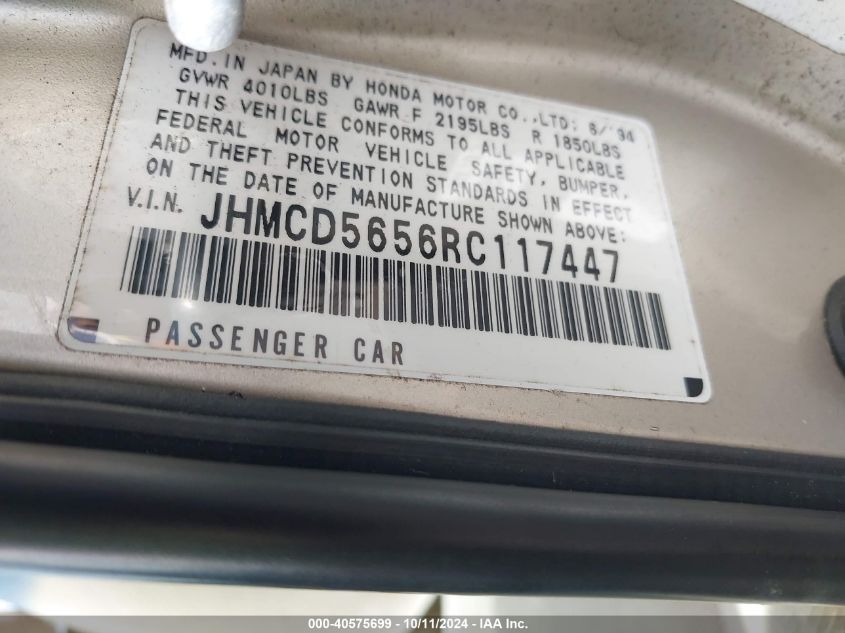 MFD. IN JAPAN BY HONDA MOTOR CO.,LTD: 8/'94
GVWR 4010LBS GAWR F 2195LBS R 1850LBS
THIS VEHICLE CONFORMS TO ALL APPLICABLE
FEDERAL MOTOR VEHICLE SAFETY, BUMPER,
AND THEFT PREVENTION STANDARDS IN EFFECT
ON THE DATE OF MANUFACTURE SHOWN ABOVE:
V.I.N. JHMCD5656RC117447
PASSENGER CAR
000-40575699 - 10/11/2024 - IAA Inc.